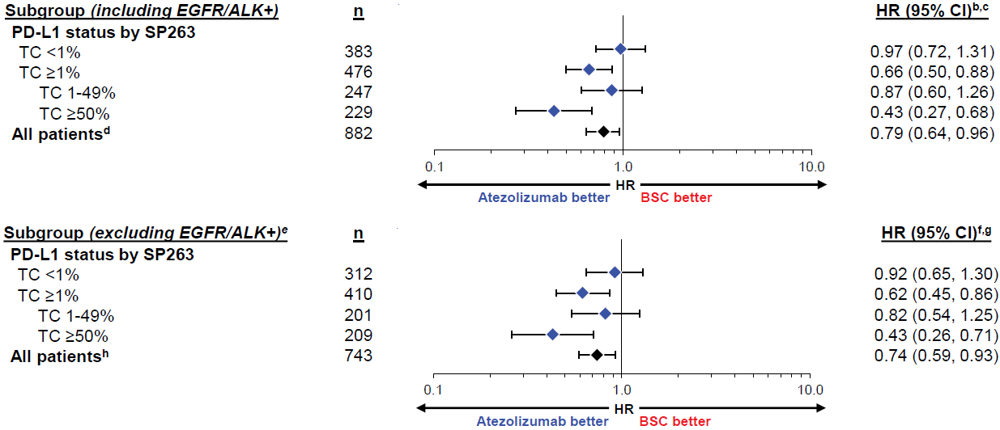 Subgroup (including EGFR/ALK+) n HR (95% CI)b,c
PD-L1 status by SP263
TC <1% 383 0.97 (0.72, 1.31)
TC ≥1% 476 0.66 (0.50, 0.88)
TC 1-49% 247 0.87 (0.60, 1.26)
TC ≥50% 229 0.43 (0.27, 0.68)
All patientsd 882 0.79 (0.64, 0.96)
0.1 1.0 10.0
HR
Atezolizumab better BSC better
Subgroup (excluding EGFR/ALK+)e n HR (95% CI)f,g
PD-L1 status by SP263
TC <1% 312 0.92 (0.65, 1.30)
TC ≥1% 410 0.62 (0.45, 0.86)
TC 1-49% 201 0.82 (0.54, 1.25)
TC ≥50% 209 0.43 (0.26, 0.71)
All patientsh 743 0.74 (0.59, 0.93)
0.1 1.0 10.0
HR
Atezolizumab better BSC better